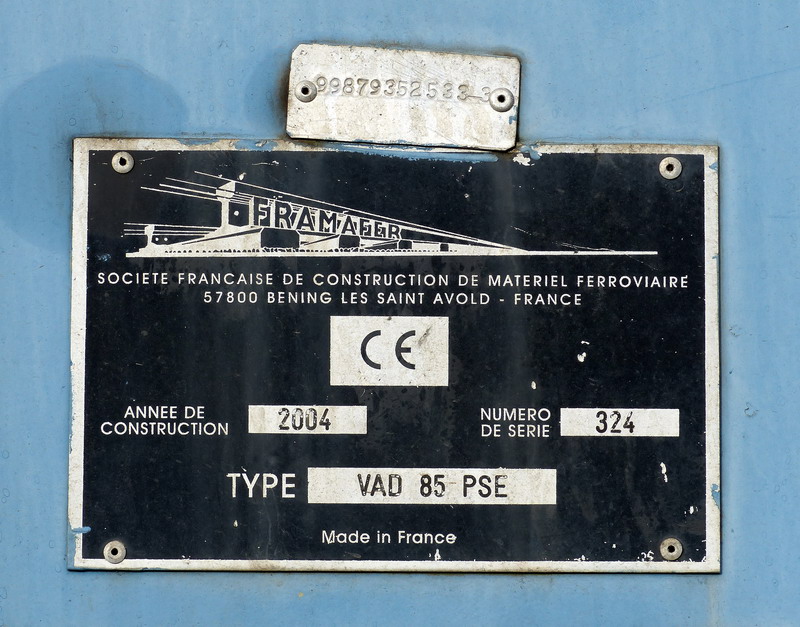 99879352533-3
FRAMAFER
SOCIETE FRANCAISE DE CONSTRUCTION DE MATERIEL FERROVIAIRE
57800 BENING LES SAINT AVOLD - FRANCE
CE
ANNEE DE CONSTRUCTION 2004
NUMERO DE SERIE 324
TYPE VAD 85 PSE
Made in France